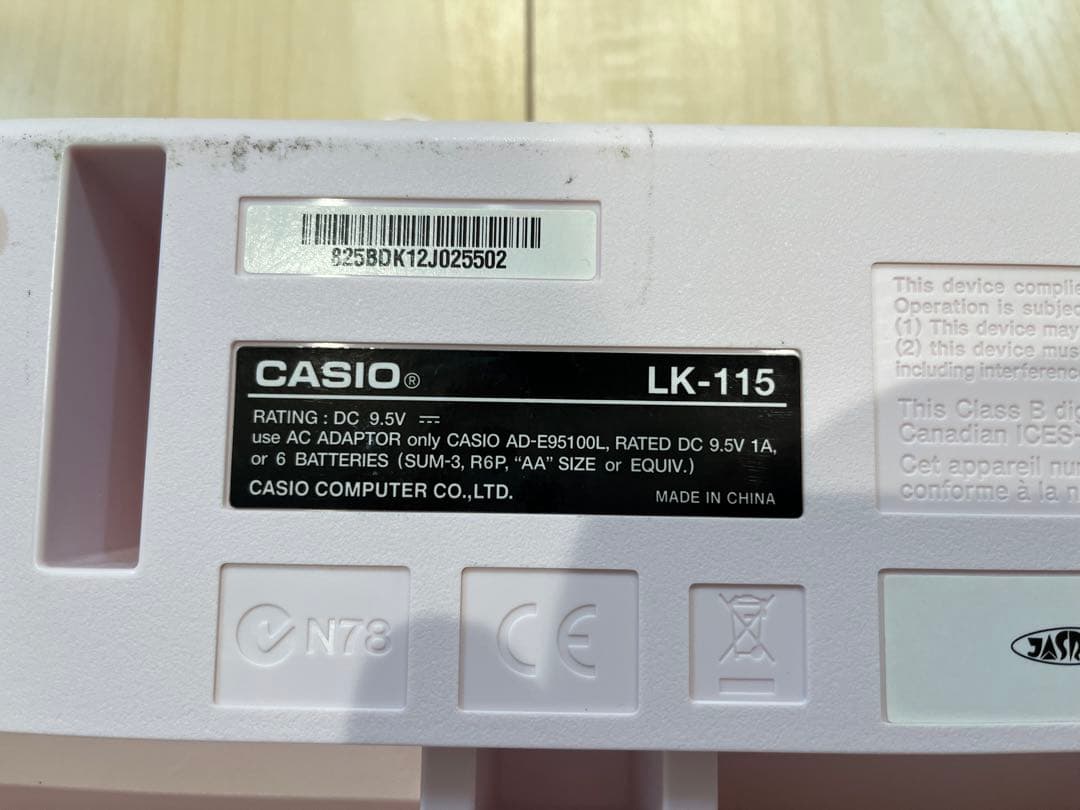 825BDK12J025502
CASIO® LK-115
RATING : DC 9.5V ⎓
use AC ADAPTOR only CASIO AD-E95100L, RATED DC 9.5V 1A,
or 6 BATTERIES (SUM-3, R6P, “AA” SIZE or EQUIV.)
CASIO COMPUTER CO.,LTD. MADE IN CHINA
This device complie
Operation is subjec
(1) This device may
(2) this device mus
including interferenc
This Class B dig
Canadian ICES-
Cet appareil nu
conforme à la n
N78
CE